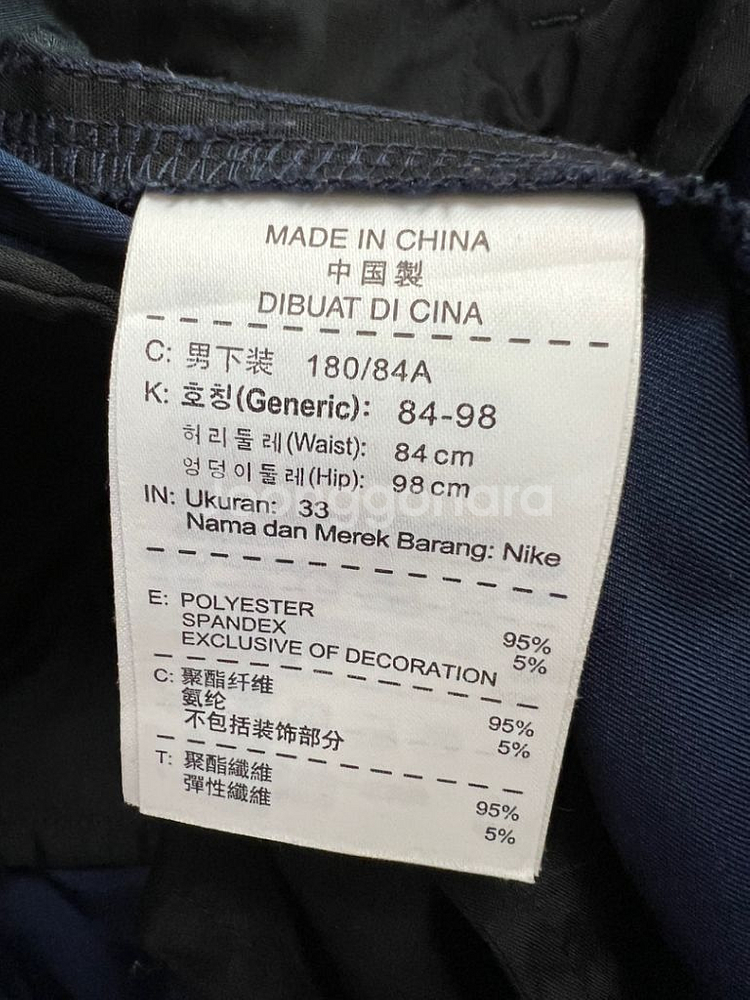 MADE IN CHINA
中国製
DIBUAT DI CINA
C: 男下装 180/84A
K: 호칭(Generic): 84-98
허리둘레(Waist): 84 cm
엉덩이둘레(Hip): 98 cm
IN: Ukuran: 33
Nama dan Merek Barang: Nike
E: POLYESTER 95%
SPANDEX 5%
EXCLUSIVE OF DECORATION
C: 聚酯纤维 95%
氨纶 5%
不包括装饰部分
T: 聚酯纖維 95%
彈性纖維 5%
joonggonara